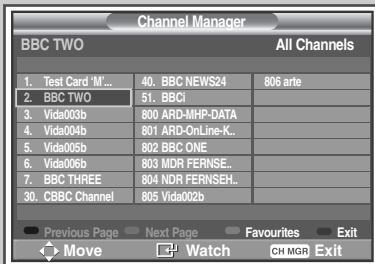 Channel Manager
BBC TWO All Channels
1. Test Card ‘M’... 40. BBC NEWS24 806 arte
2. BBC TWO 51. BBCi
3. Vida003b 800 ARD-MHP-DATA
4. Vida004b 801 ARD-OnLine-K..
5. Vida005b 802 BBC ONE
6. Vida006b 803 MDR FERNSE..
7. BBC THREE 804 NDR FERNSEH..
30. CBBC Channel 805 Vida002b
Previous Page Next Page Favourites Exit
Move Watch CH MGR Exit